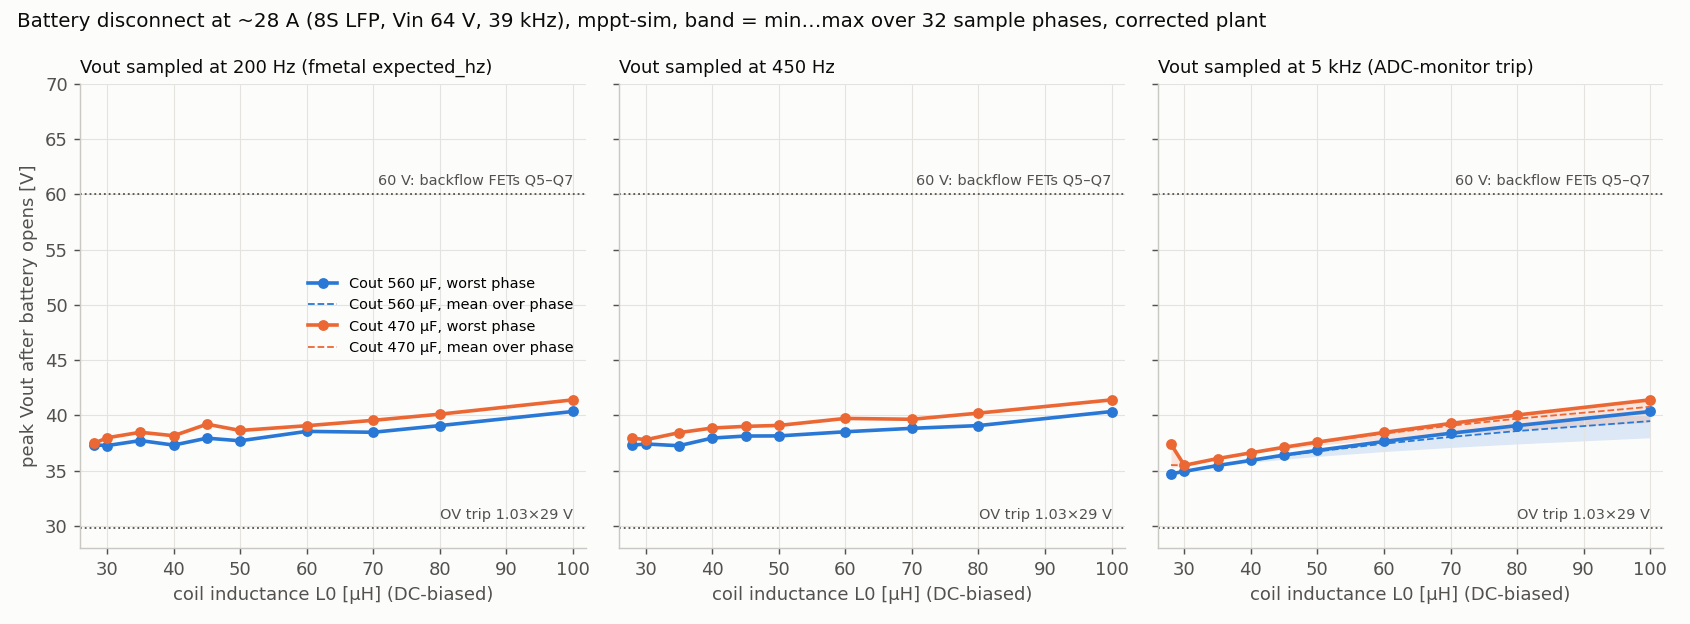 Battery disconnect at ~28 A (8S LFP, Vin 64 V, 39 kHz), mppt-sim, band = min…max over 32 sample phases, corrected plant
Vout sampled at 200 Hz (fmetal expected_hz)
Vout sampled at 450 Hz
Vout sampled at 5 kHz (ADC-monitor trip)
peak Vout after battery opens [V]
70
65
60
55
50
45
40
35
30
60 V: backflow FETs Q5–Q7
60 V: backflow FETs Q5–Q7
60 V: backflow FETs Q5–Q7
Cout 560 µF, worst phase
Cout 560 µF, mean over phase
Cout 470 µF, worst phase
Cout 470 µF, mean over phase
OV trip 1.03×29 V
OV trip 1.03×29 V
OV trip 1.03×29 V
30 40 50 60 70 80 90 100
30 40 50 60 70 80 90 100
30 40 50 60 70 80 90 100
coil inductance L0 [µH] (DC-biased)
coil inductance L0 [µH] (DC-biased)
coil inductance L0 [µH] (DC-biased)